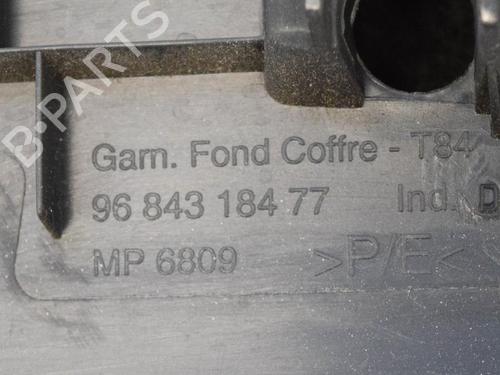 B-PARTS
Garn. Fond Coffre - T84
96 843 184 77 Ind. D
MP 6809 >P/E<